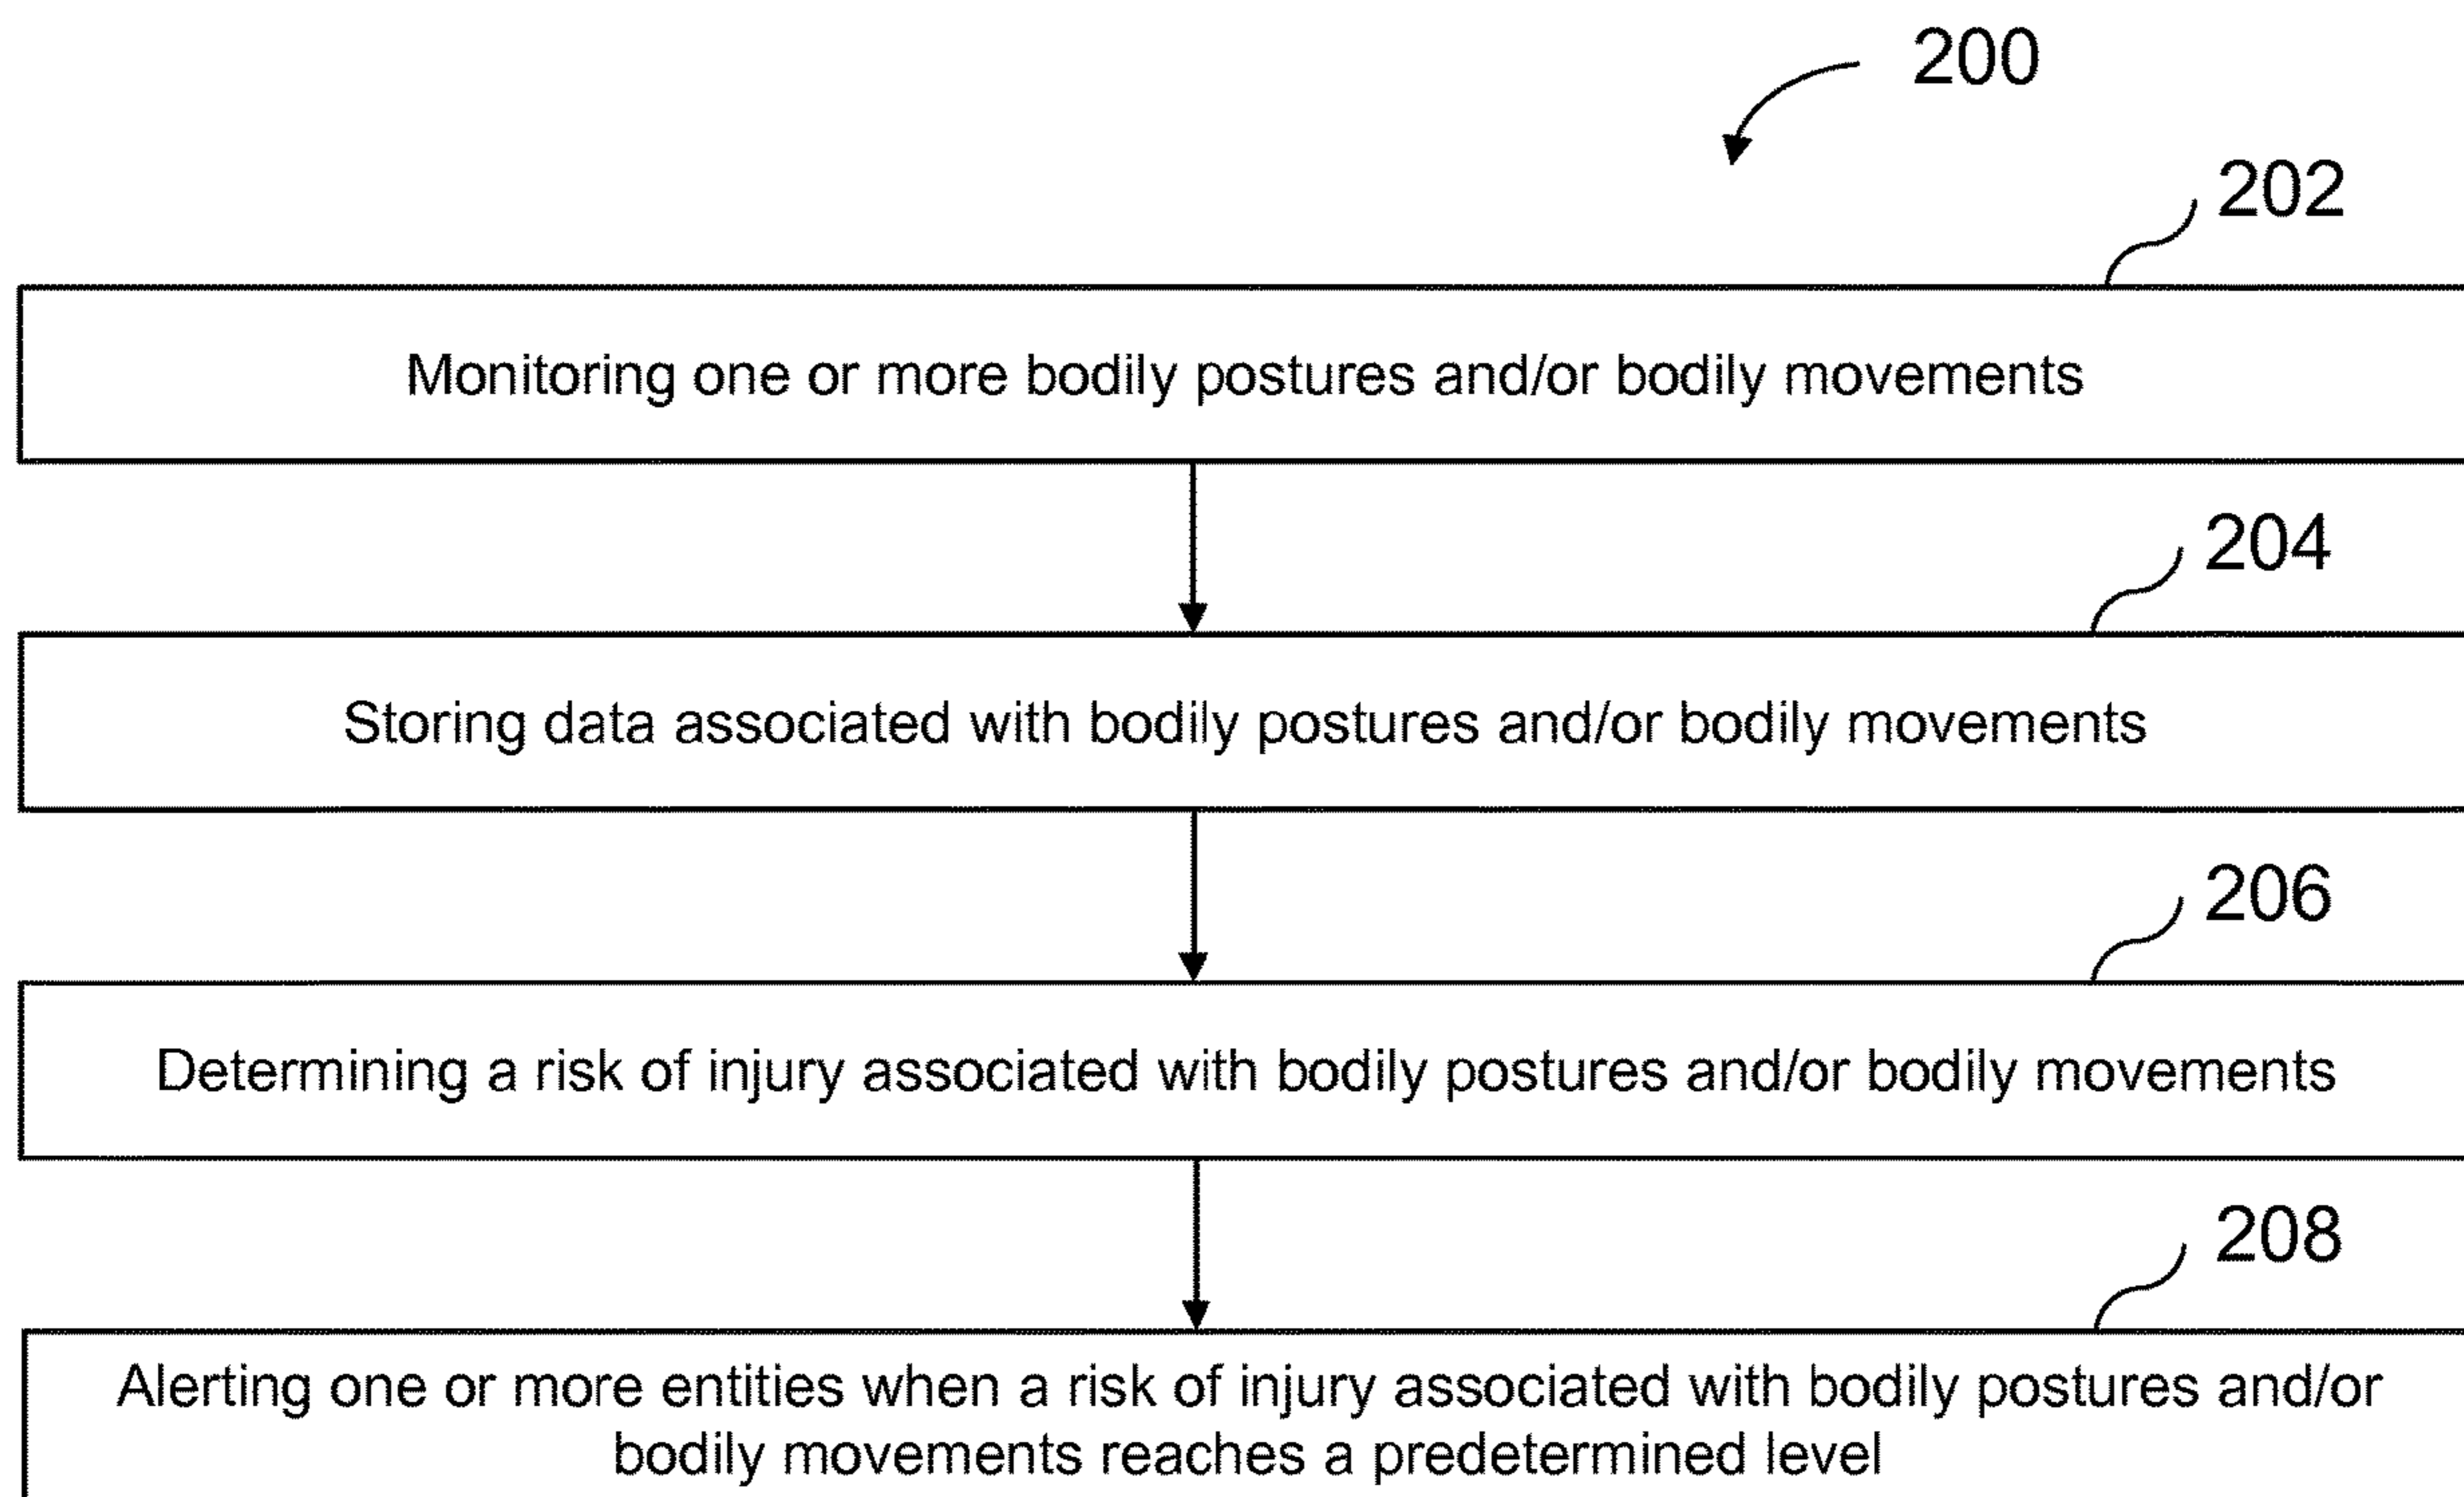 200
202
Monitoring one or more bodily postures and/or bodily movements
204
Storing data associated with bodily postures and/or bodily movements
206
Determining a risk of injury associated with bodily postures and/or bodily movements
208
Alerting one or more entities when a risk of injury associated with bodily postures and/or
bodily movements reaches a predetermined level